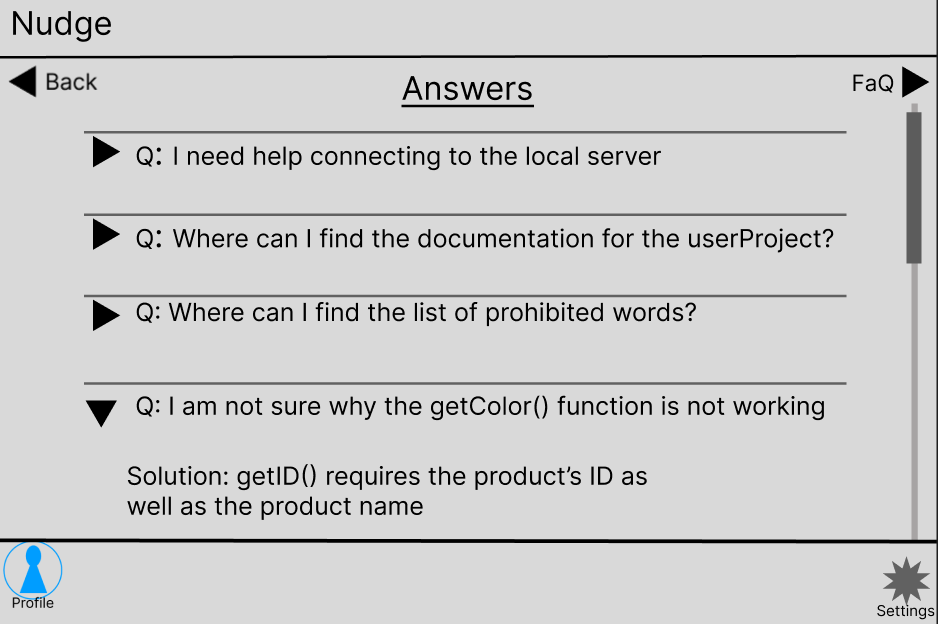 Nudge
Back
Answers
FaQ
Q: I need help connecting to the local server
Q: Where can I find the documentation for the userProject?
Q: Where can I find the list of prohibited words?
Q: I am not sure why the getColor() function is not working
Solution: getID() requires the product’s ID as
well as the product name
Profile
Settings